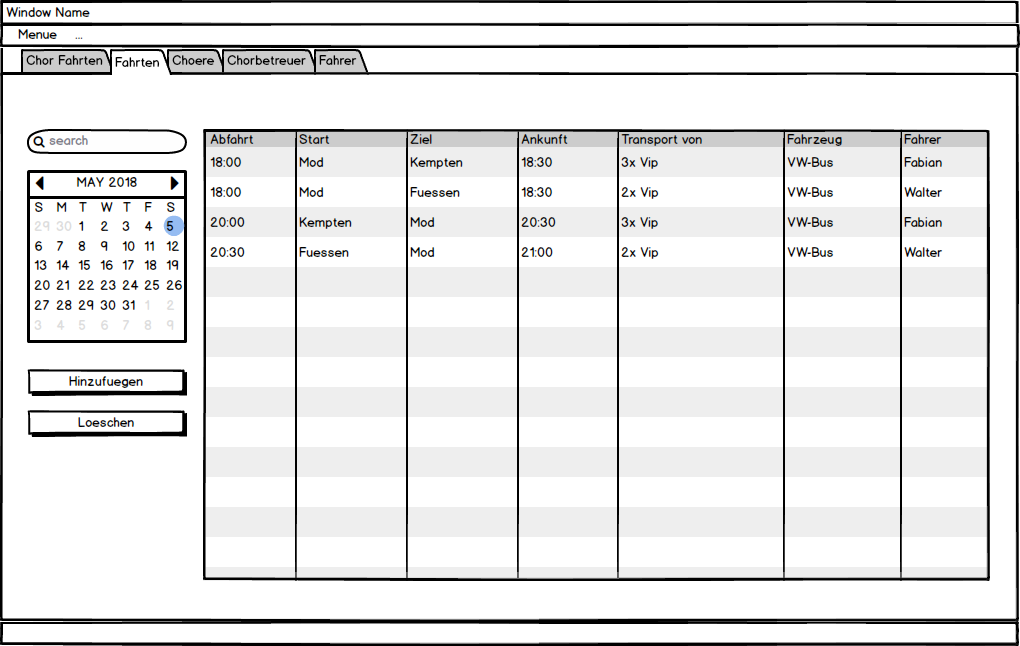 Window Name
Menue ...
Chor Fahrten Fahrten Choere Chorbetreuer Fahrer
search
MAY 2018
S M T W T F S
29 30 1 2 3 4 5
6 7 8 9 10 11 12
13 14 15 16 17 18 19
20 21 22 23 24 25 26
27 28 29 30 31 1 2
3 4 5 6 7 8 9
Hinzufuegen
Loeschen
Abfahrt Start Ziel Ankunft Transport von Fahrzeug Fahrer
18:00 Mod Kempten 18:30 3x Vip VW-Bus Fabian
18:00 Mod Fuessen 18:30 2x Vip VW-Bus Walter
20:00 Kempten Mod 20:30 3x Vip VW-Bus Fabian
20:30 Fuessen Mod 21:00 2x Vip VW-Bus Walter